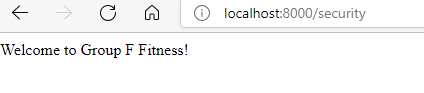 localhost:8000/security
Welcome to Group F Fitness!